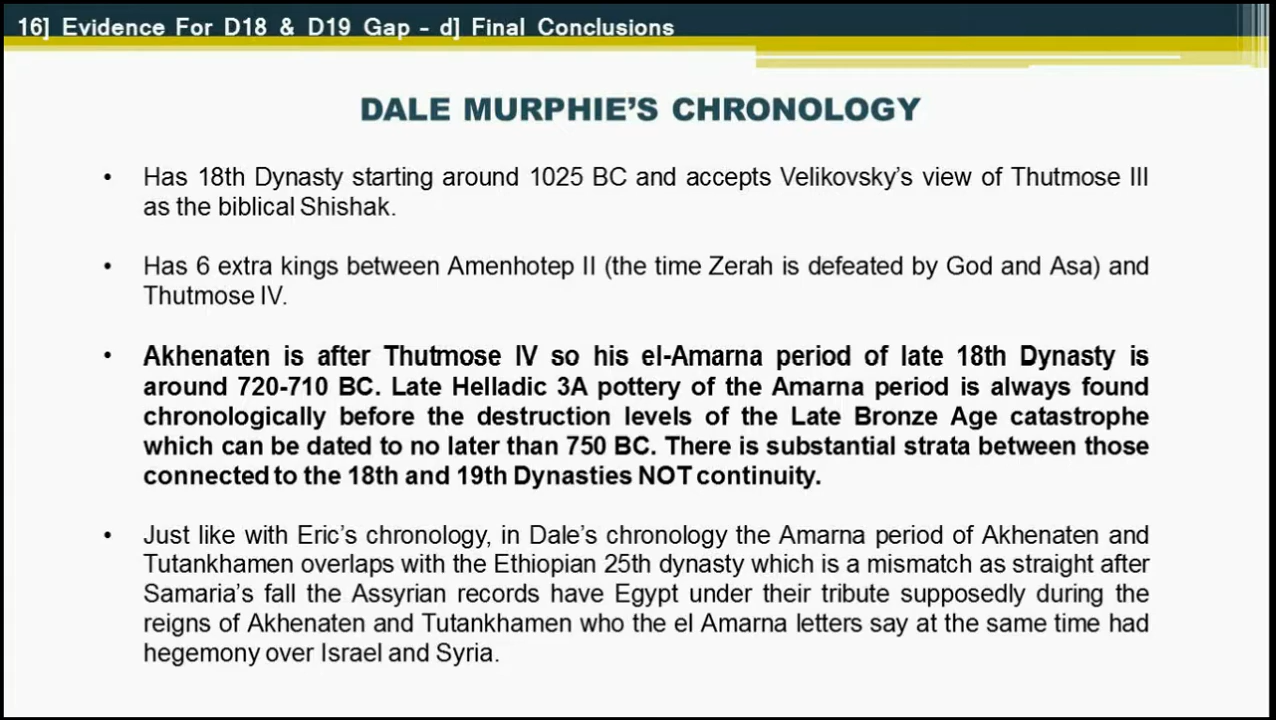 16] Evidence For D18 & D19 Gap - d] Final Conclusions
DALE MURPHIE'S CHRONOLOGY
• Has 18th Dynasty starting around 1025 BC and accepts Velikovsky's view of Thutmose III
as the biblical Shishak.
• Has 6 extra kings between Amenhotep II (the time Zerah is defeated by God and Asa) and
Thutmose IV.
• Akhenaten is after Thutmose IV so his el-Amarna period of late 18th Dynasty is
around 720-710 BC. Late Helladic 3A pottery of the Amarna period is always found
chronologically before the destruction levels of the Late Bronze Age catastrophe
which can be dated to no later than 750 BC. There is substantial strata between those
connected to the 18th and 19th Dynasties NOT continuity.
• Just like with Eric's chronology, in Dale's chronology the Amarna period of Akhenaten and
Tutankhamen overlaps with the Ethiopian 25th dynasty which is a mismatch as straight after
Samaria's fall the Assyrian records have Egypt under their tribute supposedly during the
reigns of Akhenaten and Tutankhamen who the el Amarna letters say at the same time had
hegemony over Israel and Syria.